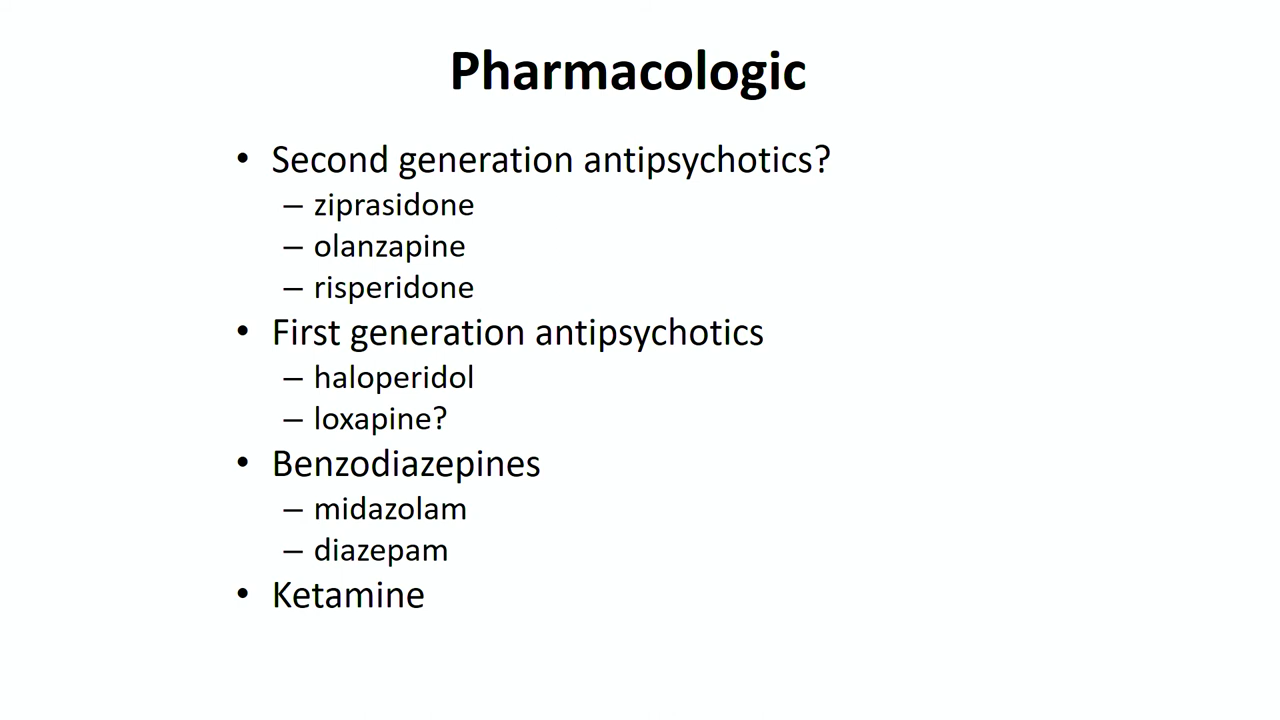 Pharmacologic
• Second generation antipsychotics?
– ziprasidone
– olanzapine
– risperidone
• First generation antipsychotics
– haloperidol
– loxapine?
• Benzodiazepines
– midazolam
– diazepam
• Ketamine